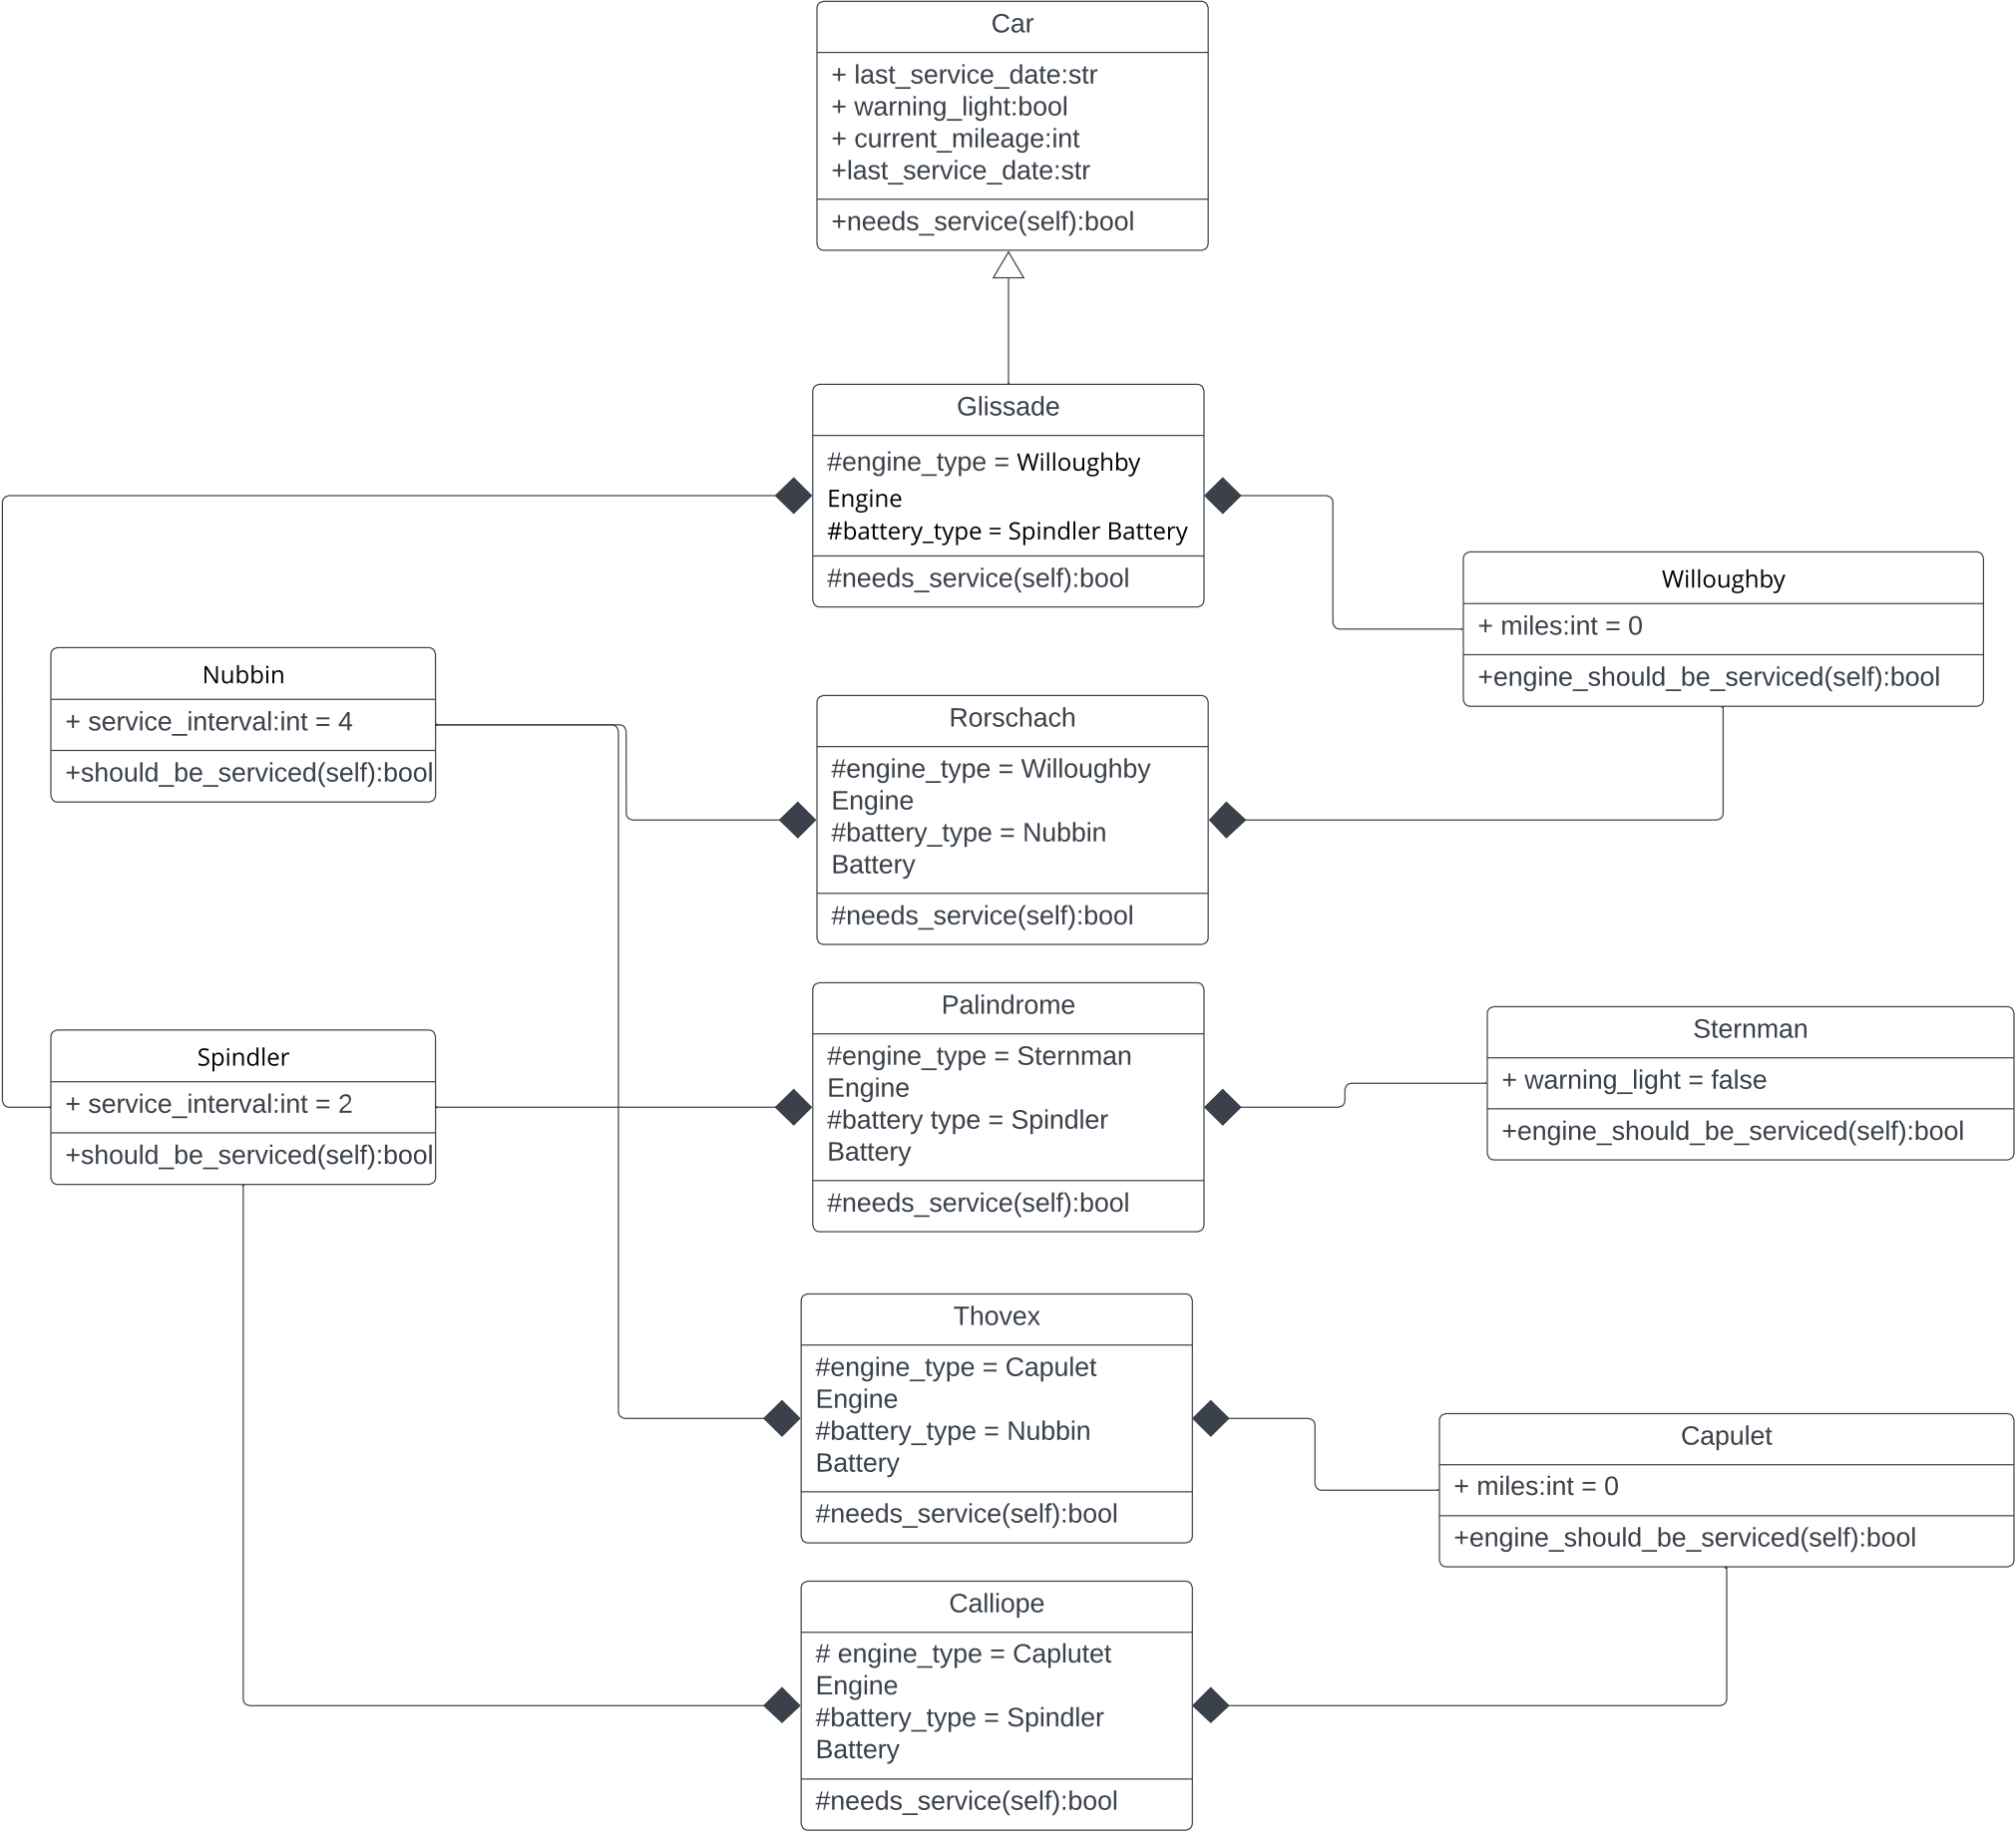 Car
+ last_service_date:str
+ warning_light:bool
+ current_mileage:int
+last_service_date:str
+needs_service(self):bool
Glissade
#engine_type = Willoughby
Engine
#battery_type = Spindler Battery
#needs_service(self):bool
Willoughby
+ miles:int = 0
+engine_should_be_serviced(self):bool
Nubbin
+ service_interval:int = 4
+should_be_serviced(self):bool
Rorschach
#engine_type = Willoughby
Engine
#battery_type = Nubbin
Battery
#needs_service(self):bool
Palindrome
#engine_type = Sternman
Engine
#battery type = Spindler
Battery
#needs_service(self):bool
Sternman
+ warning_light = false
+engine_should_be_serviced(self):bool
Spindler
+ service_interval:int = 2
+should_be_serviced(self):bool
Thovex
#engine_type = Capulet
Engine
#battery_type = Nubbin
Battery
#needs_service(self):bool
Capulet
+ miles:int = 0
+engine_should_be_serviced(self):bool
Calliope
# engine_type = Caplutet
Engine
#battery_type = Spindler
Battery
#needs_service(self):bool